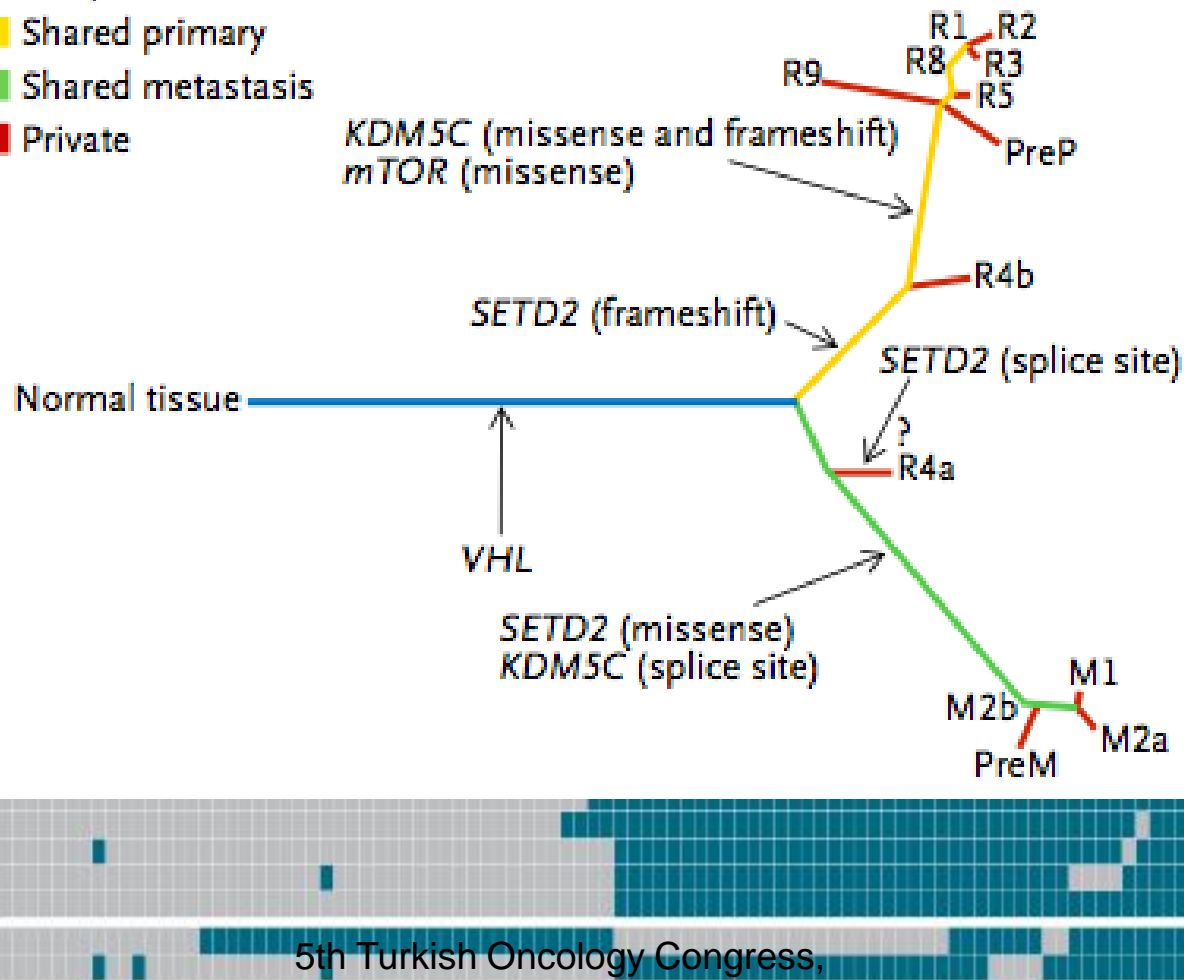 Shared primary
Shared metastasis
Private
R1
R2
R8
R3
R9
R5
PreP
KDM5C (missense and frameshift)
mTOR (missense)
R4b
SETD2 (frameshift)
SETD2 (splice site)
Normal tissue
?
R4a
VHL
SETD2 (missense)
KDM5C (splice site)
M1
M2b
M2a
PreM
5th Turkish Oncology Congress,